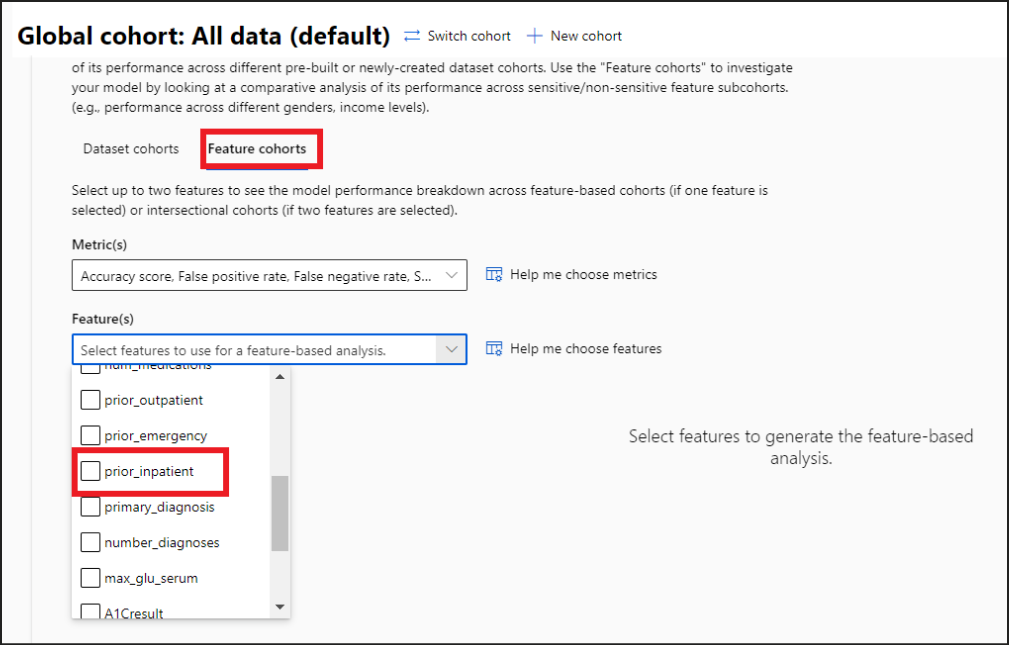 Global cohort: All data (default) Switch cohort New cohort
of its performance across different pre-built or newly-created dataset cohorts. Use the "Feature cohorts" to investigate
your model by looking at a comparative analysis of its performance across sensitive/non-sensitive feature subcohorts.
(e.g., performance across different genders, income levels).
Dataset cohorts Feature cohorts
Select up to two features to see the model performance breakdown across feature-based cohorts (if one feature is
selected) or intersectional cohorts (if two features are selected).
Metric(s)
Accuracy score, False positive rate, False negative rate, S... Help me choose metrics
Feature(s)
Select features to use for a feature-based analysis. Help me choose features
num_medications
prior_outpatient
prior_emergency
prior_inpatient
primary_diagnosis
number_diagnoses
max_glu_serum
A1Cresult
Select features to generate the feature-based
analysis.